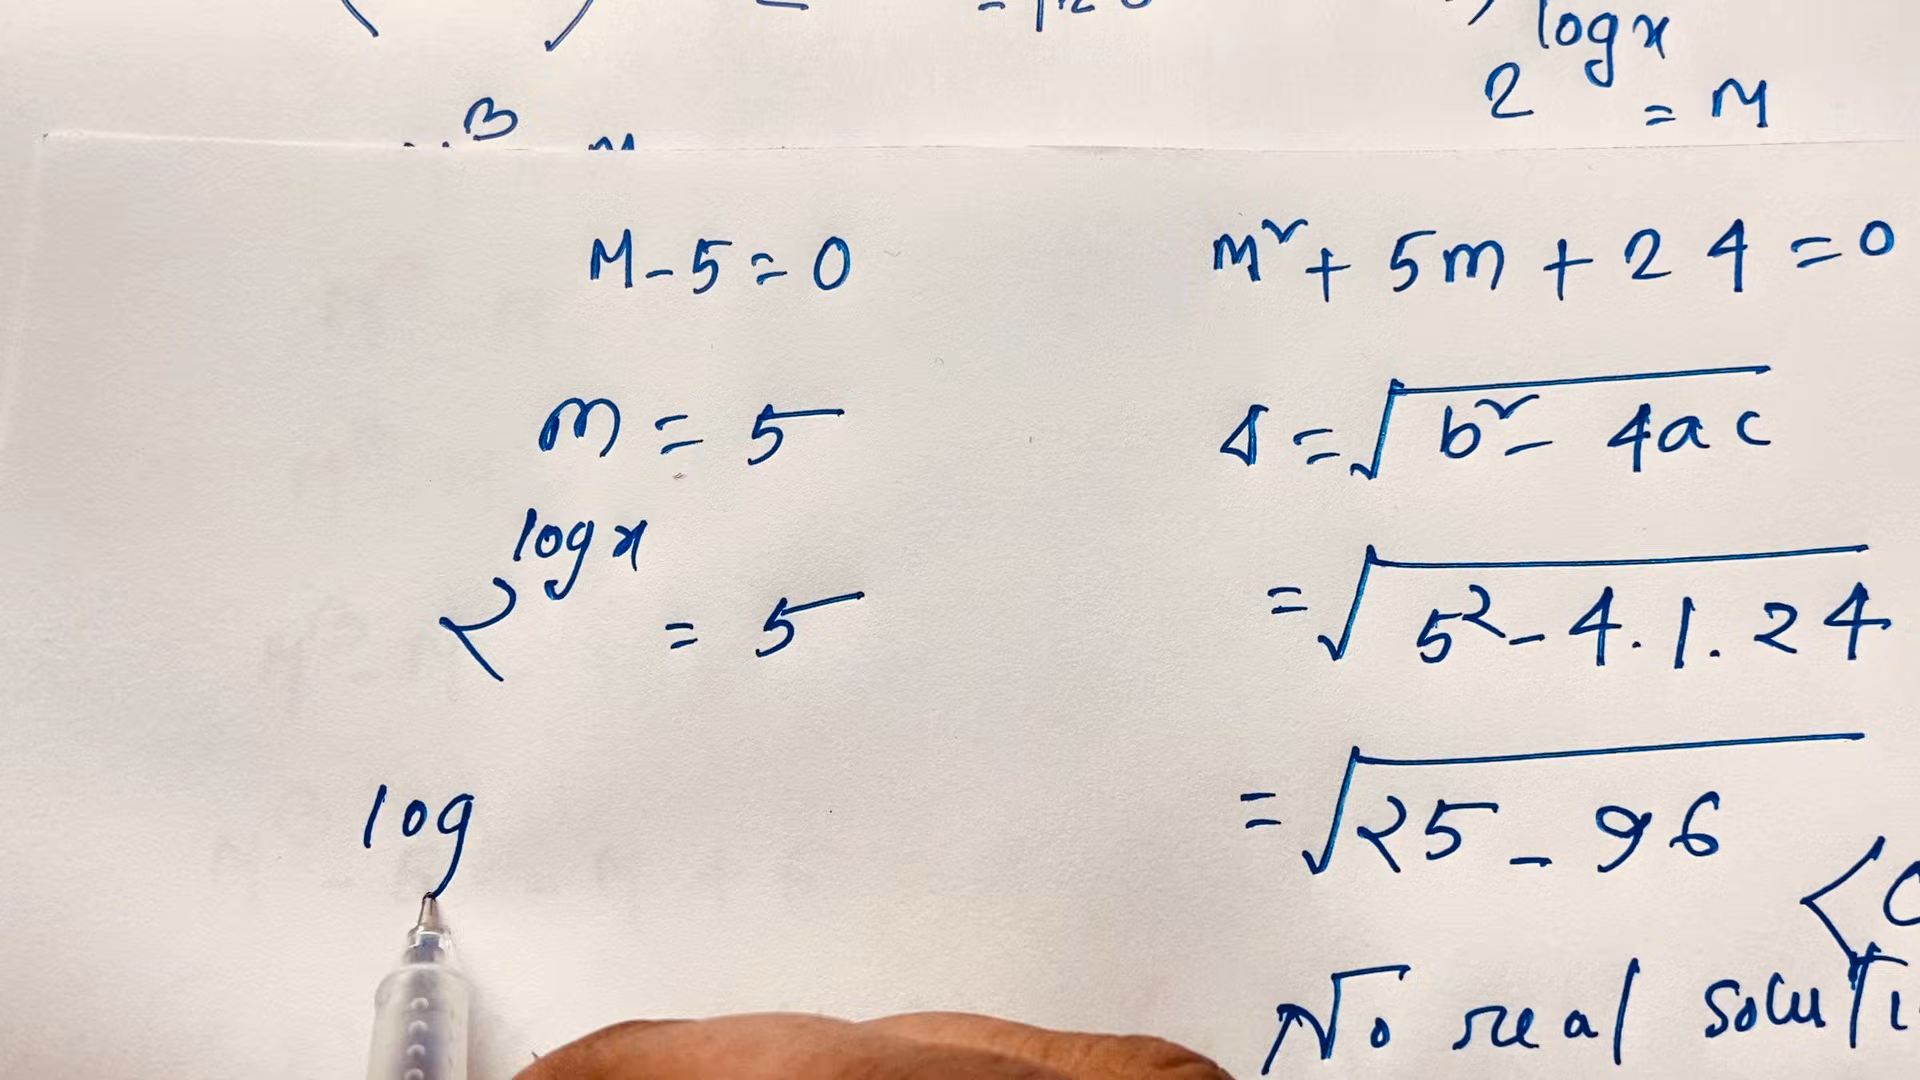 log x
2 = M
3
M - 5 = 0
m² + 5m + 24 = 0
m = 5
Δ = √b² - 4ac
log x
2 = 5
= √5² - 4.1.24
log
= √25 - 96
<
No real soluti